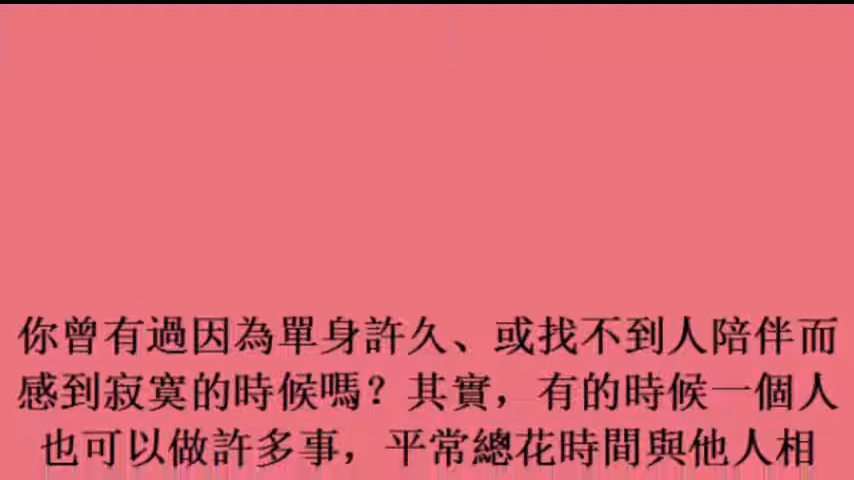 你曾有過因為單身許久、或找不到人陪伴而
感到寂寞的時候嗎？其實，有的時候一個人
也可以做許多事，平常總花時間與他人相